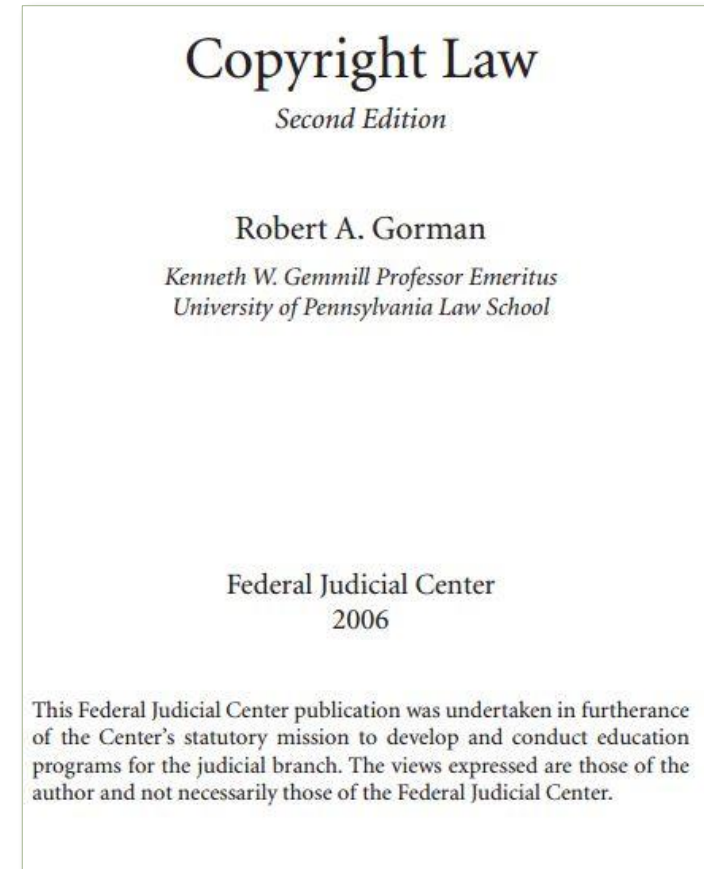 Copyright Law
Second Edition
Robert A. Gorman
Kenneth W. Gemmill Professor Emeritus
University of Pennsylvania Law School
Federal Judicial Center
2006
This Federal Judicial Center publication was undertaken in furtherance
of the Center’s statutory mission to develop and conduct education
programs for the judicial branch. The views expressed are those of the
author and not necessarily those of the Federal Judicial Center.